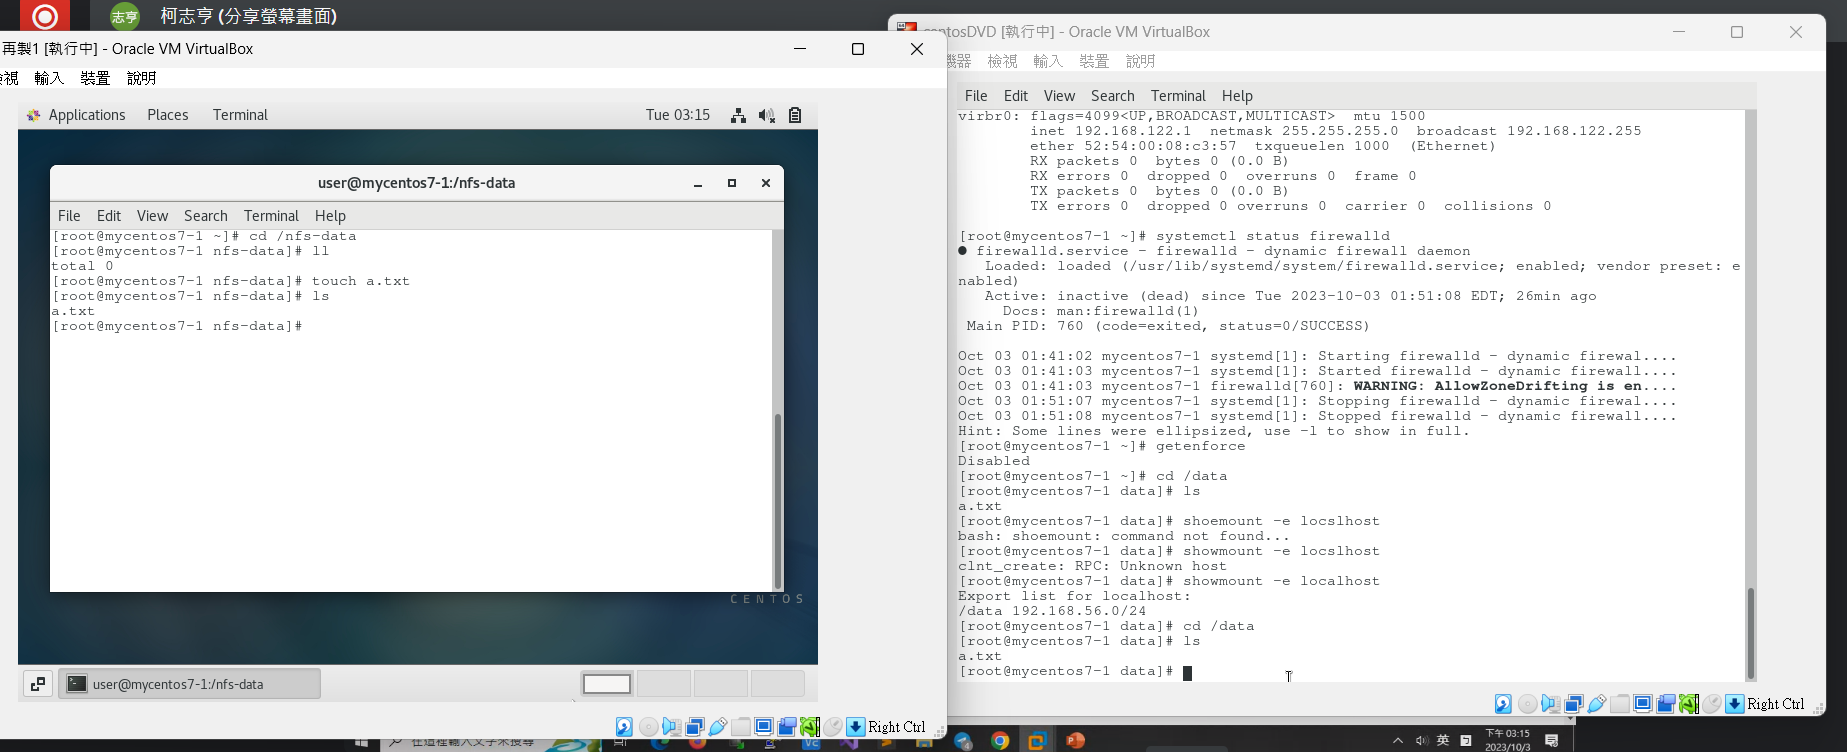 志亨 柯志亨 (分享螢幕畫面)
再製1 [執行中] - Oracle VM VirtualBox
檢視 輸入 裝置 說明
Applications Places Terminal Tue 03:15
user@mycentos7-1:/nfs-data
File Edit View Search Terminal Help
[root@mycentos7-1 ~]# cd /nfs-data
[root@mycentos7-1 nfs-data]# ll
total 0
[root@mycentos7-1 nfs-data]# touch a.txt
[root@mycentos7-1 nfs-data]# ls
a.txt
[root@mycentos7-1 nfs-data]#
CENTOS
user@mycentos7-1:/nfs-data
Right Ctrl
centosDVD [執行中] - Oracle VM VirtualBox
機器 檢視 輸入 裝置 說明
File Edit View Search Terminal Help
virbr0: flags=4099<UP,BROADCAST,MULTICAST> mtu 1500
inet 192.168.122.1 netmask 255.255.255.0 broadcast 192.168.122.255
ether 52:54:00:08:c3:57 txqueuelen 1000 (Ethernet)
RX packets 0 bytes 0 (0.0 B)
RX errors 0 dropped 0 overruns 0 frame 0
TX packets 0 bytes 0 (0.0 B)
TX errors 0 dropped 0 overruns 0 carrier 0 collisions 0
[root@mycentos7-1 ~]# systemctl status firewalld
● firewalld.service - firewalld - dynamic firewall daemon
Loaded: loaded (/usr/lib/systemd/system/firewalld.service; enabled; vendor preset: e
nabled)
Active: inactive (dead) since Tue 2023-10-03 01:51:08 EDT; 26min ago
Docs: man:firewalld(1)
Main PID: 760 (code=exited, status=0/SUCCESS)
Oct 03 01:41:02 mycentos7-1 systemd[1]: Starting firewalld - dynamic firewal....
Oct 03 01:41:03 mycentos7-1 systemd[1]: Started firewalld - dynamic firewall....
Oct 03 01:41:03 mycentos7-1 firewalld[760]: WARNING: AllowZoneDrifting is en....
Oct 03 01:51:07 mycentos7-1 systemd[1]: Stopping firewalld - dynamic firewal....
Oct 03 01:51:08 mycentos7-1 systemd[1]: Stopped firewalld - dynamic firewall....
Hint: Some lines were ellipsized, use -l to show in full.
[root@mycentos7-1 ~]# getenforce
Disabled
[root@mycentos7-1 ~]# cd /data
[root@mycentos7-1 data]# ls
a.txt
[root@mycentos7-1 data]# shoemount -e locslhost
bash: shoemount: command not found...
[root@mycentos7-1 data]# showmount -e locslhost
clnt_create: RPC: Unknown host
[root@mycentos7-1 data]# showmount -e localhost
Export list for localhost:
/data 192.168.56.0/24
[root@mycentos7-1 data]# cd /data
[root@mycentos7-1 data]# ls
a.txt
[root@mycentos7-1 data]#
Right Ctrl
在這裡輸入文字來搜尋
英
下午 03:15
2023/10/3